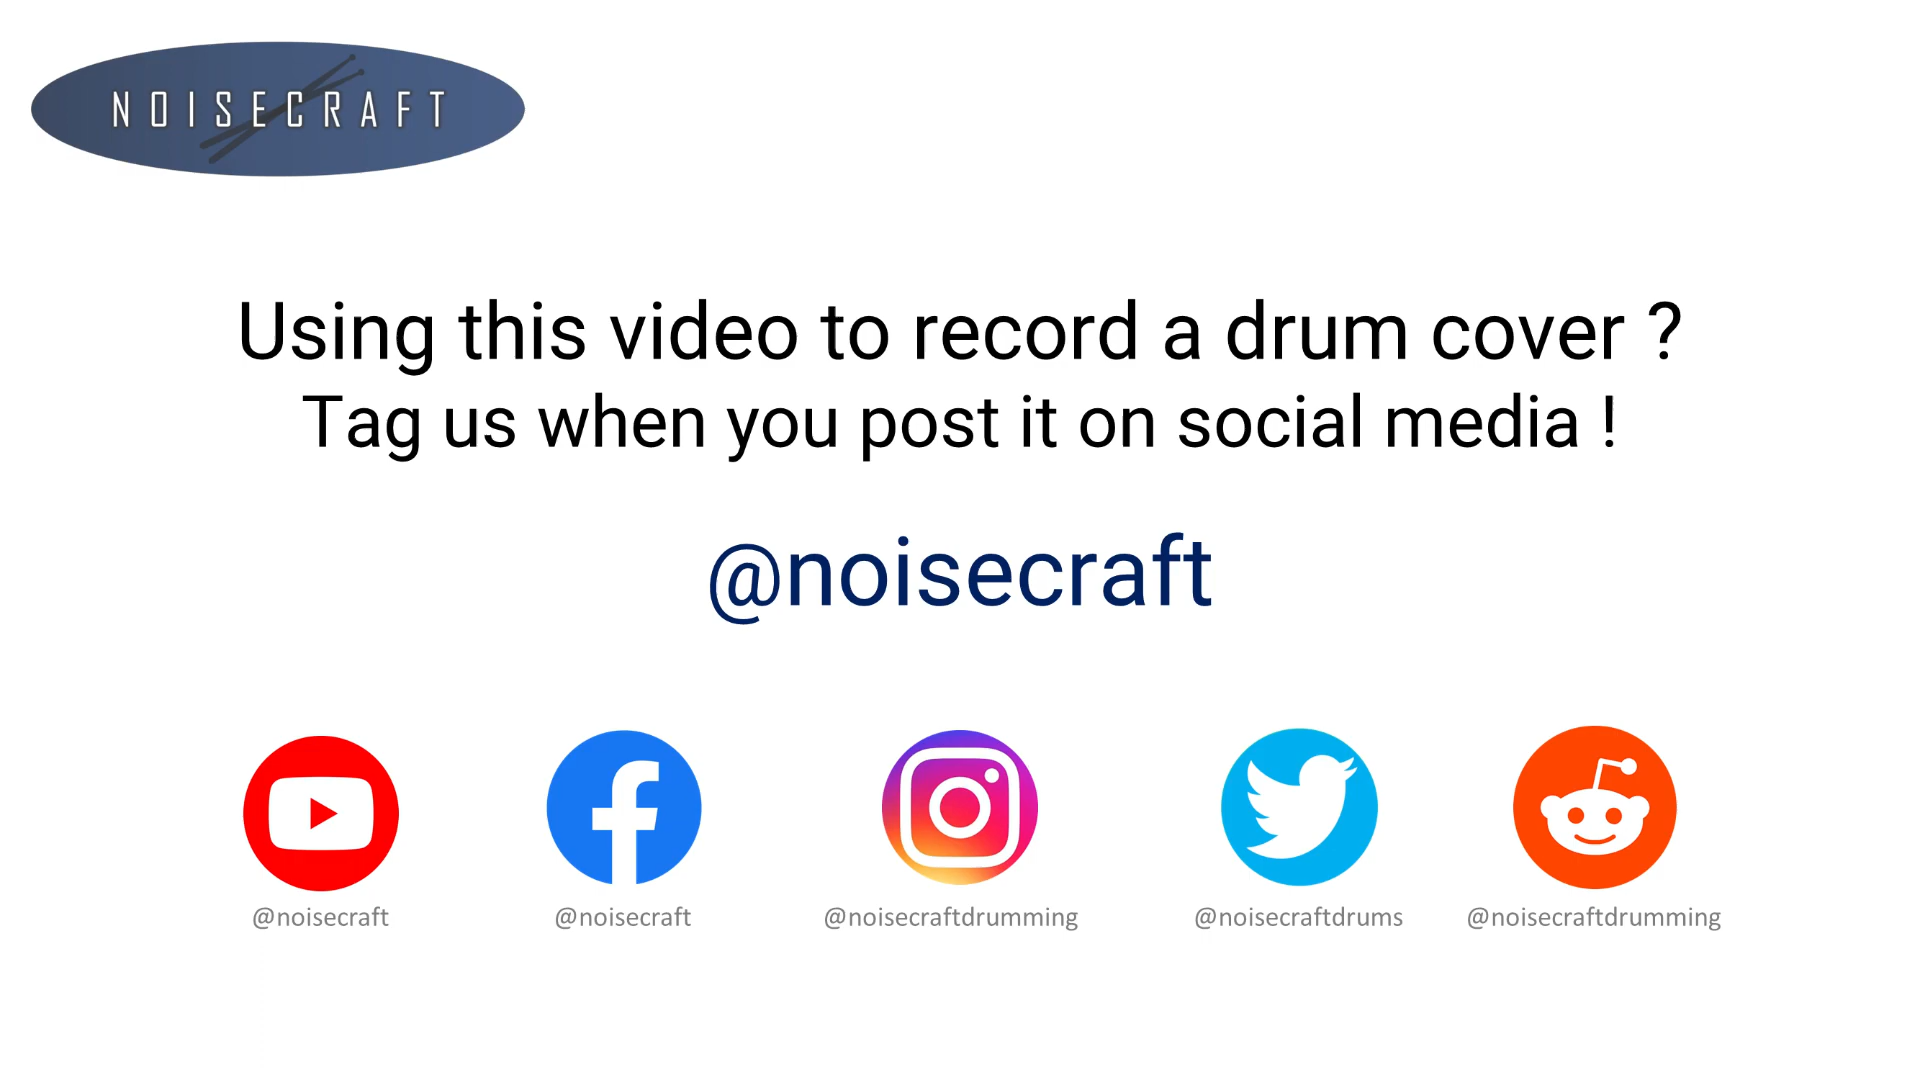 NOISECRAFT
Using this video to record a drum cover ?
Tag us when you post it on social media !
@noisecraft
@noisecraft @noisecraft @noisecraftdrumming @noisecraftdrums @noisecraftdrumming